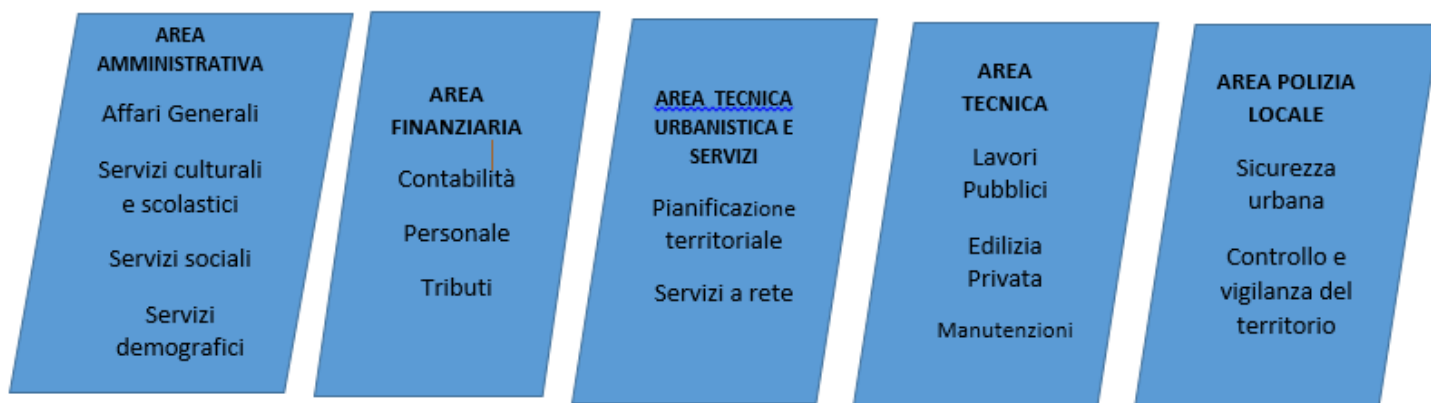 AREA
AMMINISTRATIVA
Affari Generali
Servizi culturali
e scolastici
Servizi sociali
Servizi
demografici
AREA
FINANZIARIA
Contabilità
Personale
Tributi
AREA TECNICA
URBANISTICA E
SERVIZI
Pianificazione
territoriale
Servizi a rete
AREA
TECNICA
Lavori
Pubblici
Edilizia
Privata
Manutenzioni
AREA POLIZIA
LOCALE
Sicurezza
urbana
Controllo e
vigilanza del
territorio